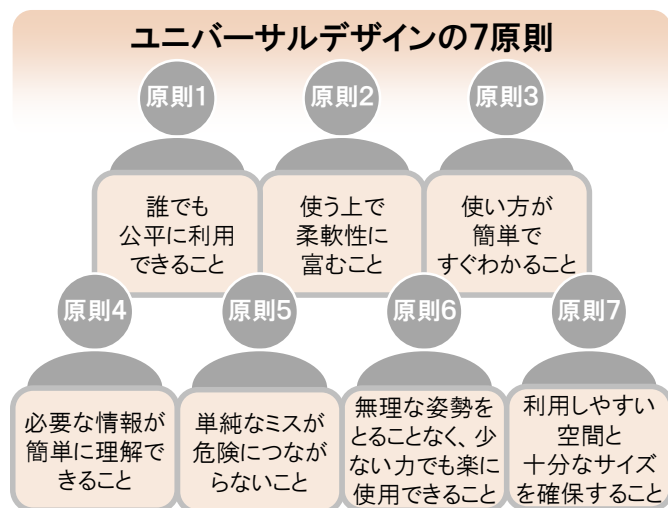 ユニバーサルデザインの7原則
原則1
誰でも
公平に利用
できること
原則2
使う上で
柔軟性に
富むこと
原則3
使い方が
簡単で
すぐわかること
原則4
必要な情報が
簡単に理解で
きること
原則5
単純なミスが
危険につなが
らないこと
原則6
無理な姿勢を
とることなく、少
ない力でも楽に
使用できること
原則7
利用しやすい
空間と
十分なサイズ
を確保すること